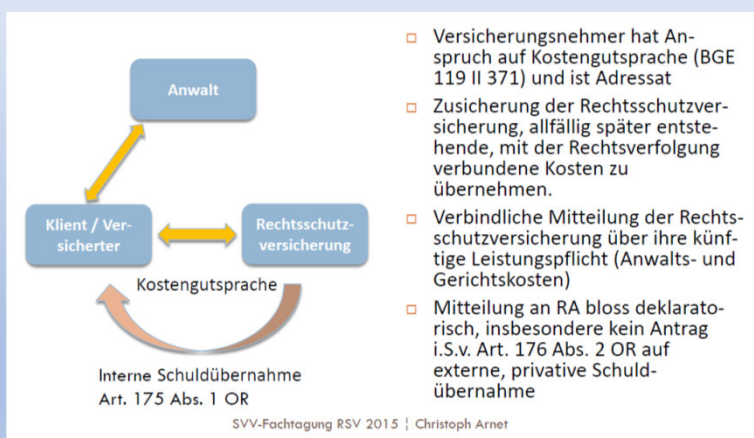 Anwalt
Klient / Ver-
sicherter
Rechtsschutz-
versicherung
Kostengutsprache
Interne Schuldübernahme
Art. 175 Abs. 1 OR
□ Versicherungsnehmer hat An-
spruch auf Kostengutsprache (BGE
119 II 371) und ist Adressat
□ Zusicherung der Rechtsschutzver-
sicherung, allfällig später entste-
hende, mit der Rechtsverfolgung
verbundene Kosten zu
übernehmen.
□ Verbindliche Mitteilung der Rechts-
schutzversicherung über ihre künf-
tige Leistungspflicht (Anwalts- und
Gerichtskosten)
□ Mitteilung an RA bloss deklarato-
risch, insbesondere kein Antrag
i.S.v. Art. 176 Abs. 2 OR auf
externe, privative Schuld-
übernahme
SVV-Fachtagung RSV 2015 | Christoph Arnet